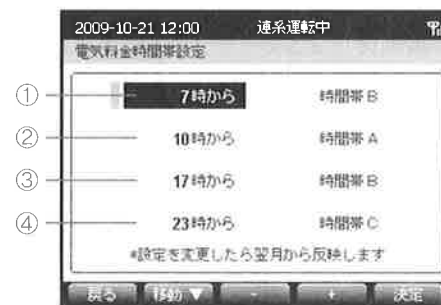 2009-10-21 12:00 連系運転中
電気料金時間帯設定
① 7時から 時間帯 B
② 10時から 時間帯 A
③ 17時から 時間帯 B
④ 23時から 時間帯 C
*設定を変更したら翌月から反映します
戻る 移動▼ - + 決定